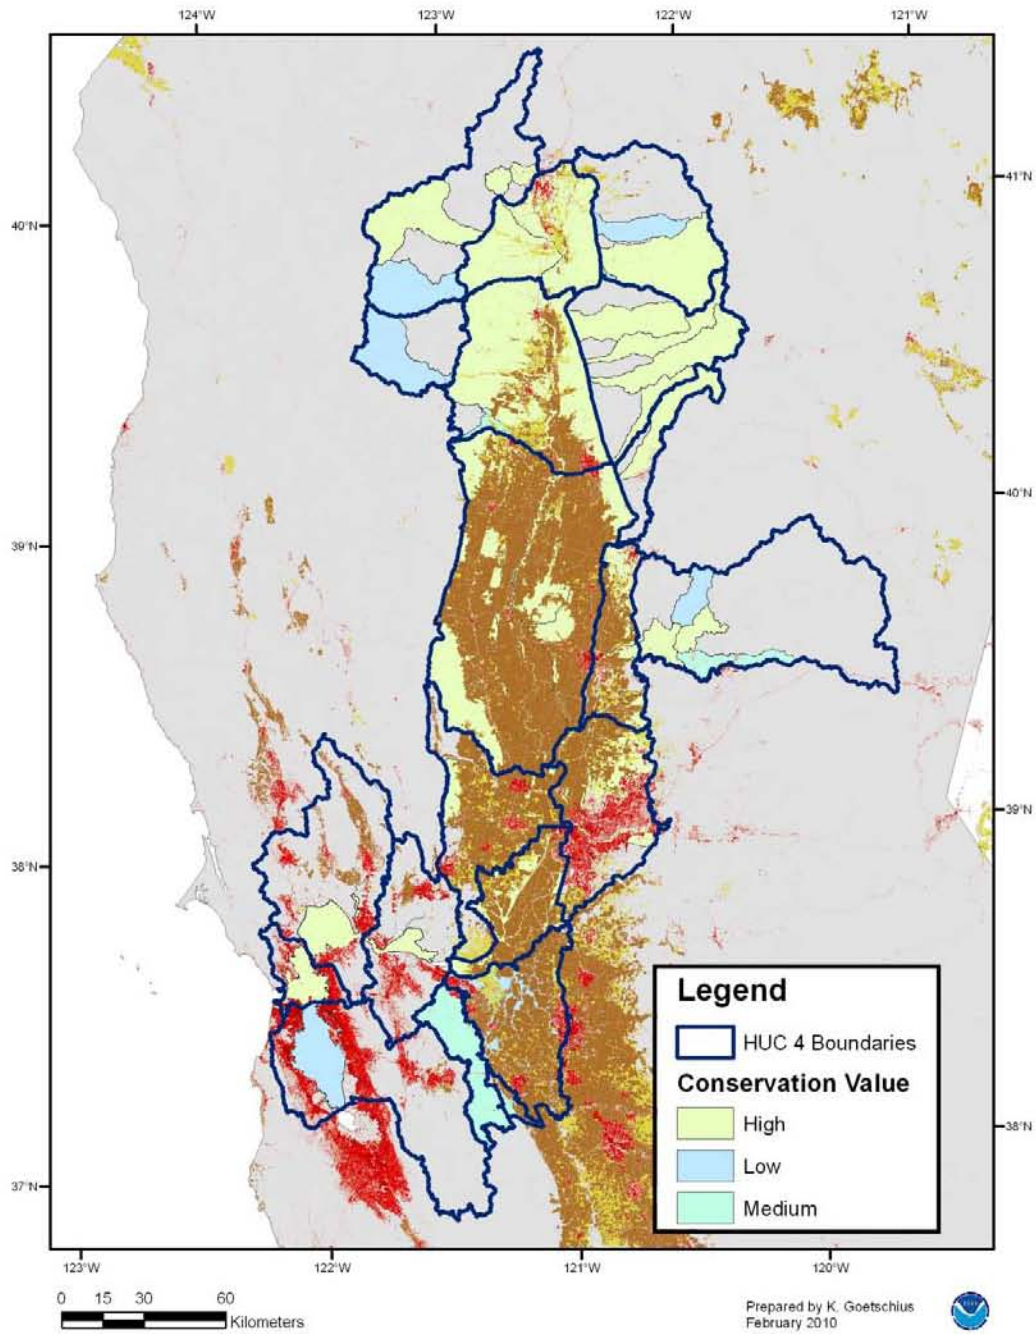 124°W 123°W 122°W 121°W
41°N
40°N
40°N
39°N
39°N
38°N
38°N
37°N
Legend
HUC 4 Boundaries
Conservation Value
High
Low
Medium
123°W 122°W 121°W 120°W
0 15 30 60
Kilometers
Prepared by K. Goetschius
February 2010